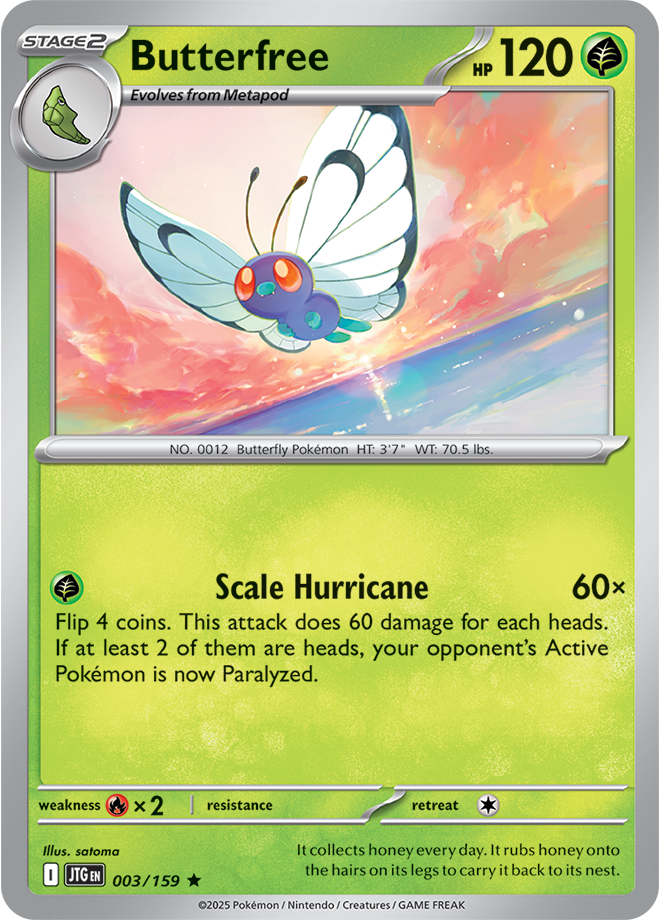 STAGE2
Butterfree
HP 120
Evolves from Metapod
NO. 0012 Butterfly Pokémon HT: 3'7" WT: 70.5 lbs.
Scale Hurricane 60×
Flip 4 coins. This attack does 60 damage for each heads.
If at least 2 of them are heads, your opponent's Active
Pokémon is now Paralyzed.
weakness ×2 resistance retreat
Illus. satoma
I JTG EN 003/159 ★
It collects honey every day. It rubs honey onto
the hairs on its legs to carry it back to its nest.
©2025 Pokémon / Nintendo / Creatures / GAME FREAK